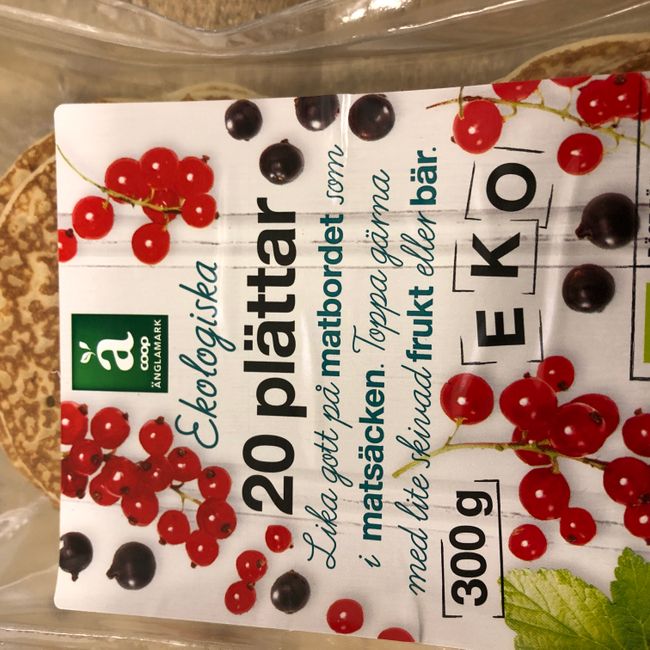 å
coop
ÄNGLAMARK
Ekologiska
20 plättar
Lika gott på matbordet som
i matsäcken. Toppa gärna
med lite skivad frukt eller bär.
300 g
EKO